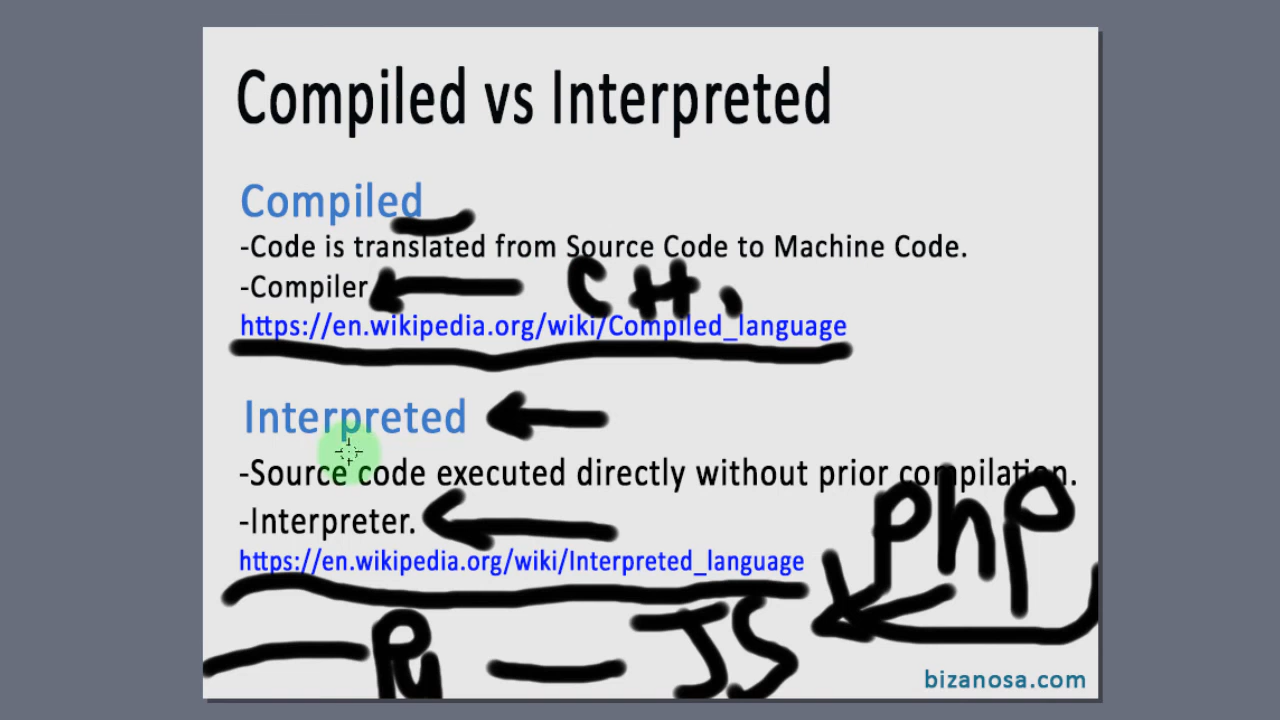 Compiled vs Interpreted
Compiled
-Code is translated from Source Code to Machine Code.
-Compiler
https://en.wikipedia.org/wiki/Compiled_language
Interpreted
-Source code executed directly without prior compilation.
-Interpreter.
https://en.wikipedia.org/wiki/Interpreted_language
php
JS
bizanosa.com